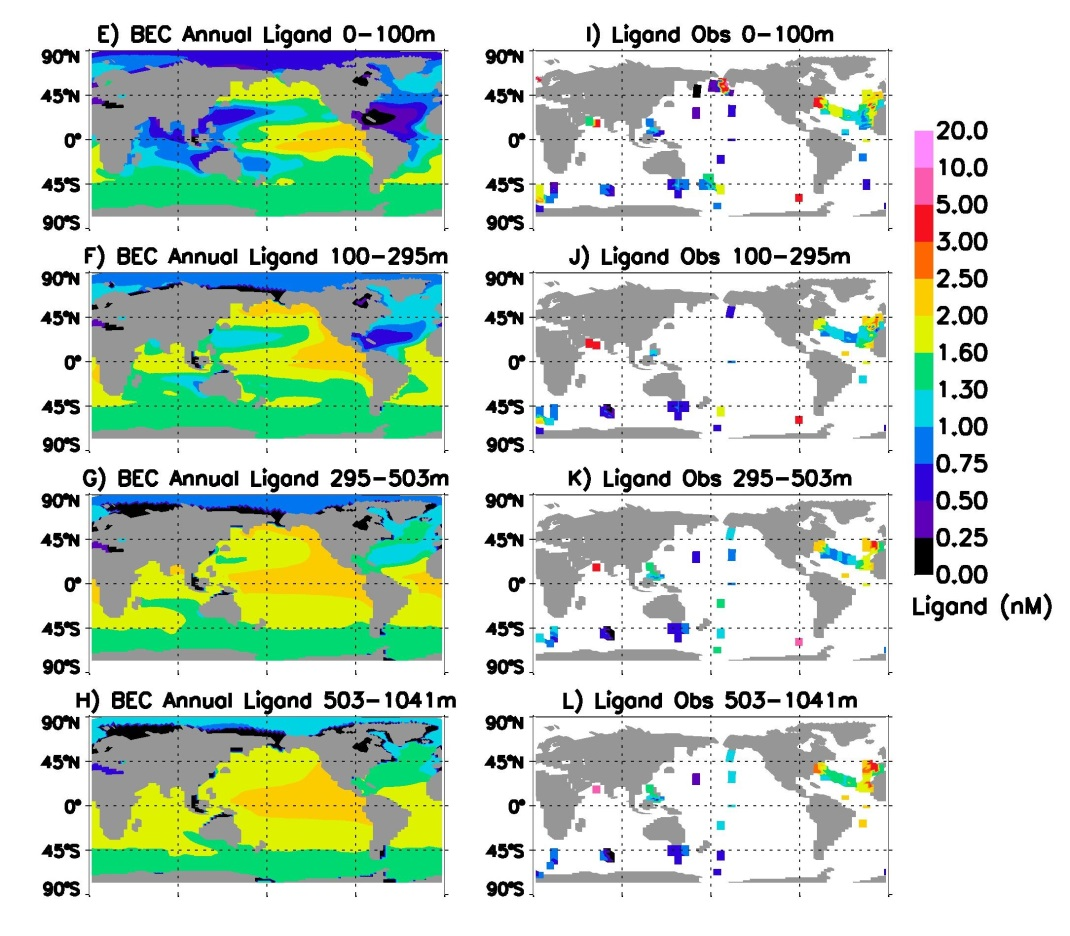 E) BEC Annual Ligand 0-100m
90°N
45°N
0°
45°S
90°S
I) Ligand Obs 0-100m
90°N
45°N
0°
45°S
90°S
F) BEC Annual Ligand 100-295m
90°N
45°N
0°
45°S
90°S
J) Ligand Obs 100-295m
90°N
45°N
0°
45°S
90°S
G) BEC Annual Ligand 295-503m
90°N
45°N
0°
45°S
90°S
K) Ligand Obs 295-503m
90°N
45°N
0°
45°S
90°S
H) BEC Annual Ligand 503-1041m
90°N
45°N
0°
45°S
90°S
L) Ligand Obs 503-1041m
90°N
45°N
0°
45°S
90°S
20.0
10.0
5.00
3.00
2.50
2.00
1.60
1.30
1.00
0.75
0.50
0.25
0.00
Ligand (nM)